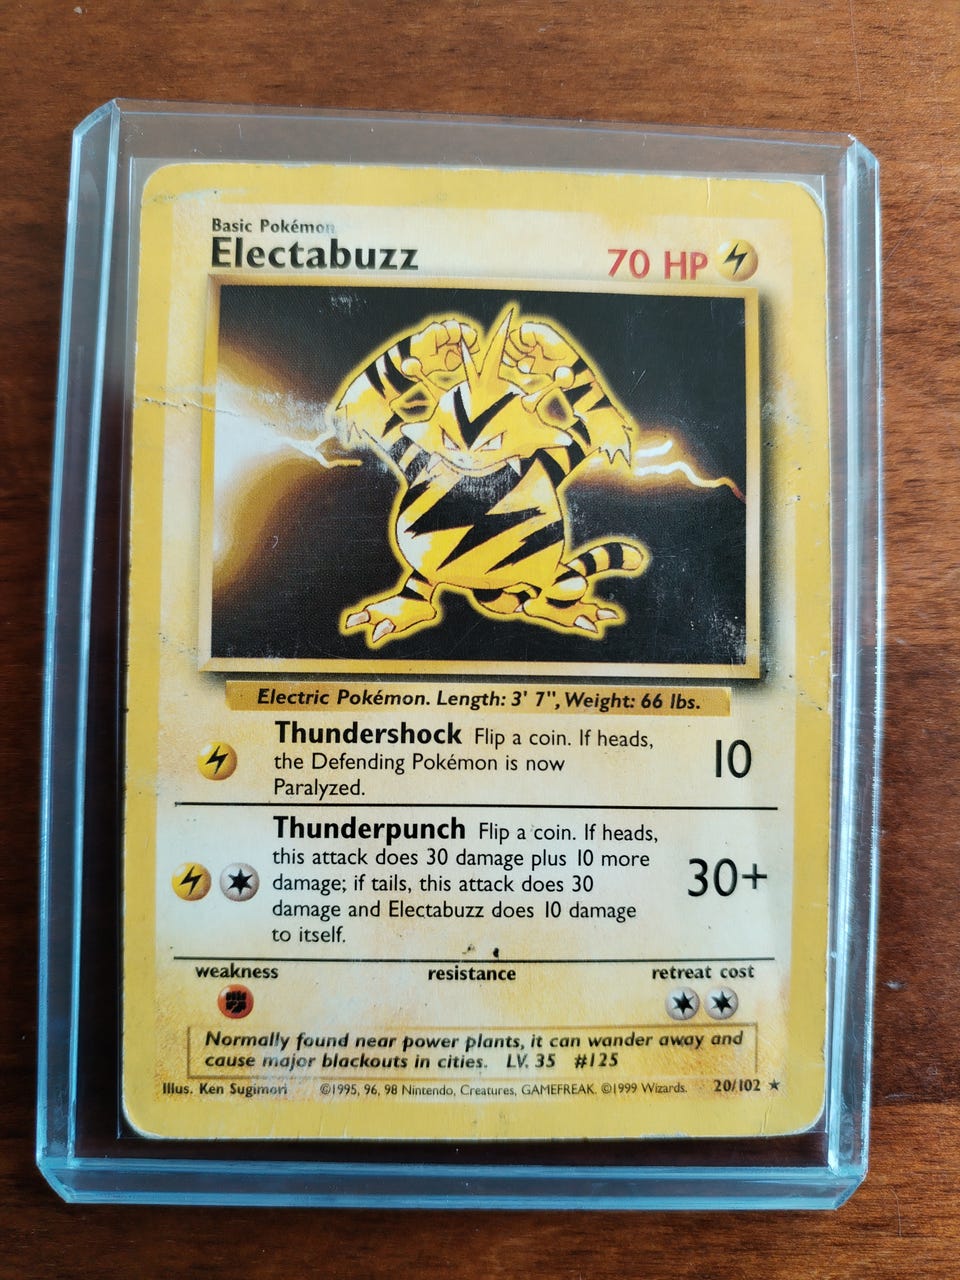 Basic Pokémon
Electabuzz
70 HP
Electric Pokémon. Length: 3' 7", Weight: 66 lbs.
Thundershock Flip a coin. If heads,
the Defending Pokémon is now
Paralyzed.
10
Thunderpunch Flip a coin. If heads,
this attack does 30 damage plus 10 more
damage; if tails, this attack does 30
damage and Electabuzz does 10 damage
to itself.
30+
weakness resistance retreat cost
Normally found near power plants, it can wander away and
cause major blackouts in cities. LV. 35 #125
Illus. Ken Sugimori ©1995, 96, 98 Nintendo, Creatures, GAMEFREAK. ©1999 Wizards. 20/102 ★